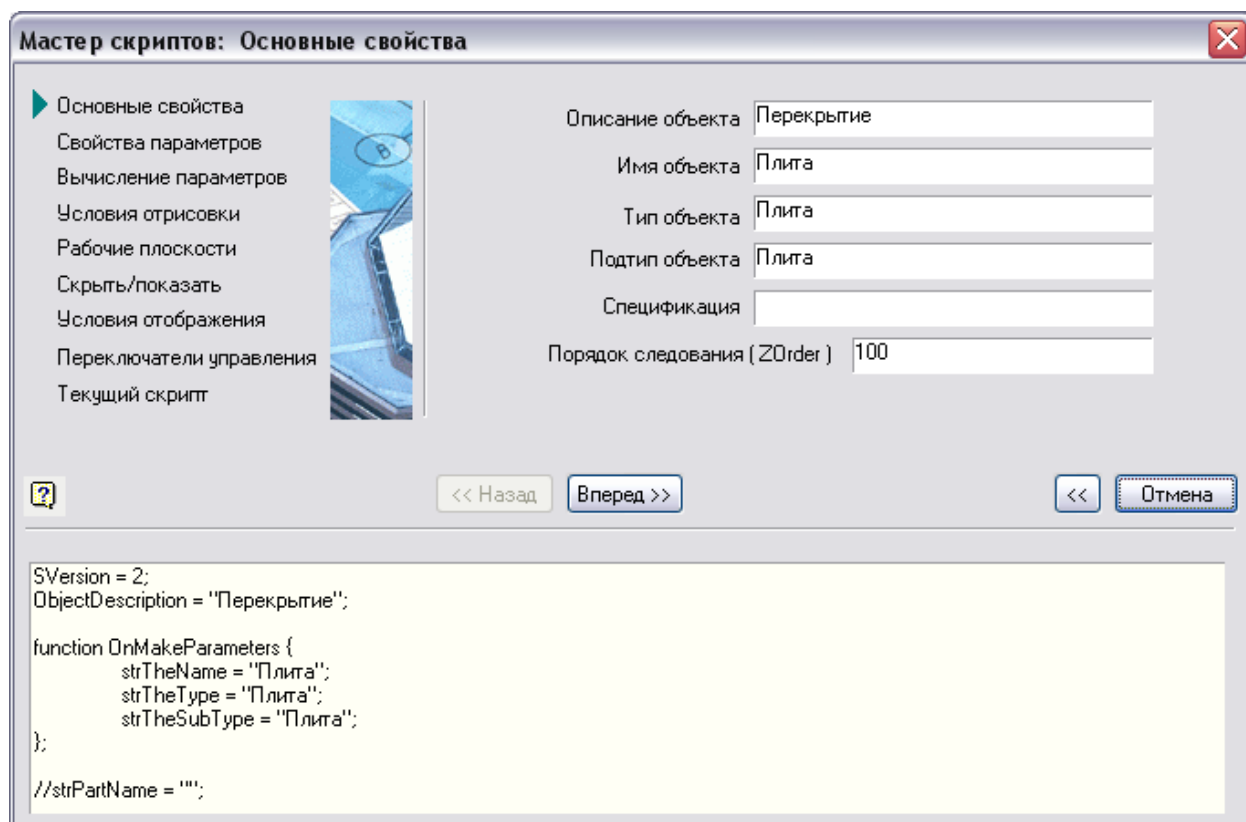 Мастер скриптов: Основные свойства
Основные свойства
Свойства параметров
Вычисление параметров
Условия отрисовки
Рабочие плоскости
Скрыть/показать
Условия отображения
Переключатели управления
Текущий скрипт
B
Описание объекта Перекрытие
Имя объекта Плита
Тип объекта Плита
Подтип объекта Плита
Спецификация
Порядок следования ( ZOrder ) 100
?
<< Назад Вперед >> << Отмена
SVersion = 2;
ObjectDescription = "Перекрытие";
function OnMakeParameters {
strTheName = "Плита";
strTheType = "Плита";
strTheSubType = "Плита";
};
//strPartName = "";